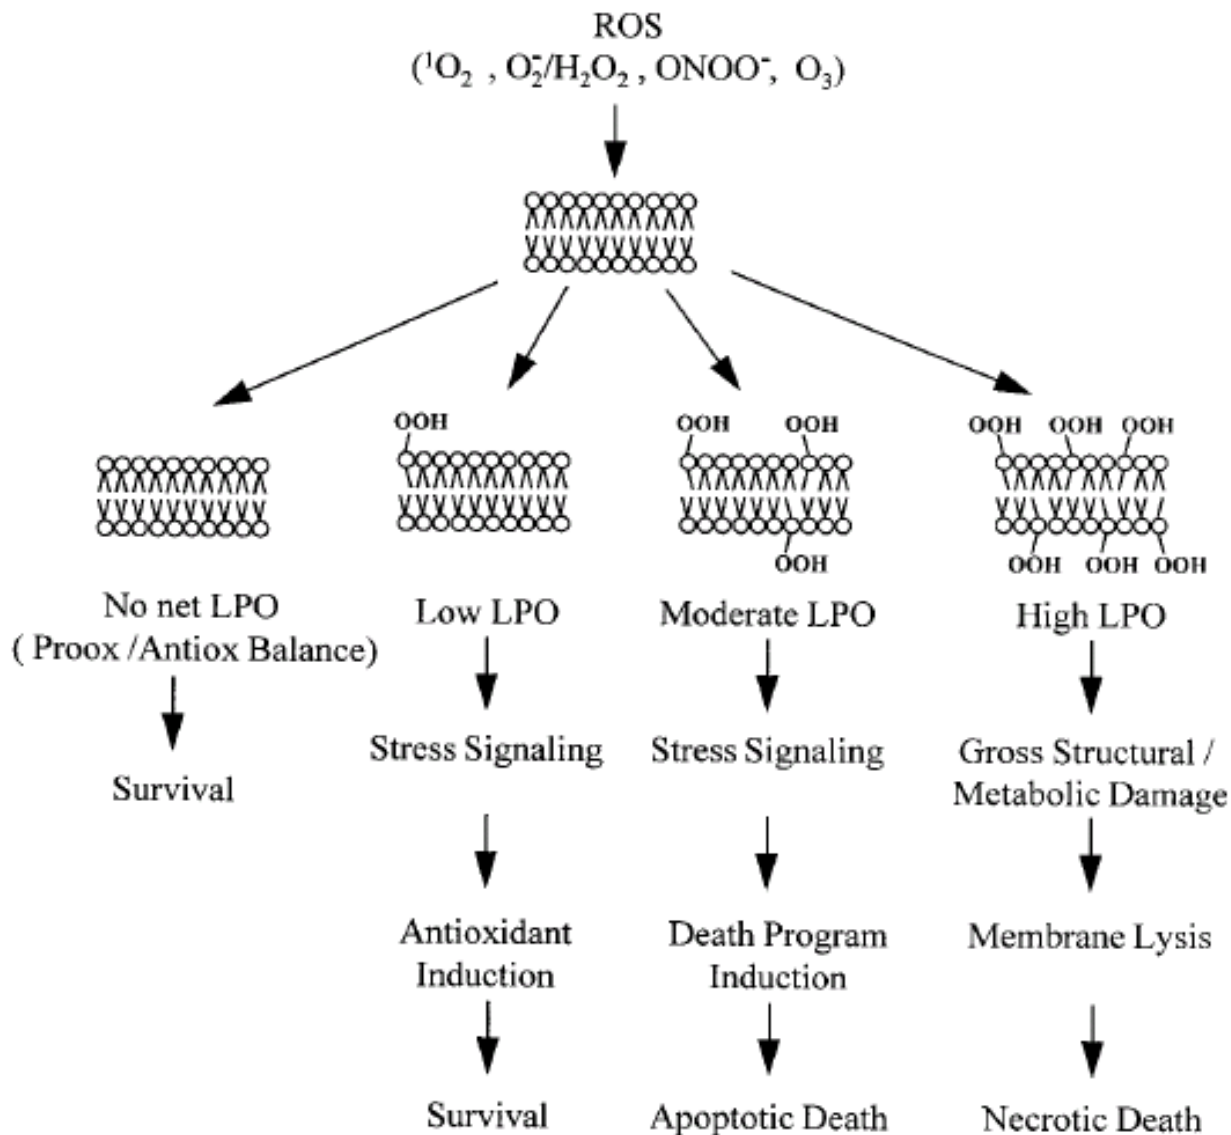 ROS
(¹O₂ , O₂⁻/H₂O₂ , ONOO⁻, O₃)
OOH
OOH OOH
OOH OOH OOH
OOH
OOH OOH OOH
No net LPO
( Proox /Antiox Balance)
Survival
Low LPO
Stress Signaling
Antioxidant
Induction
Survival
Moderate LPO
Stress Signaling
Death Program
Induction
Apoptotic Death
High LPO
Gross Structural /
Metabolic Damage
Membrane Lysis
Necrotic Death